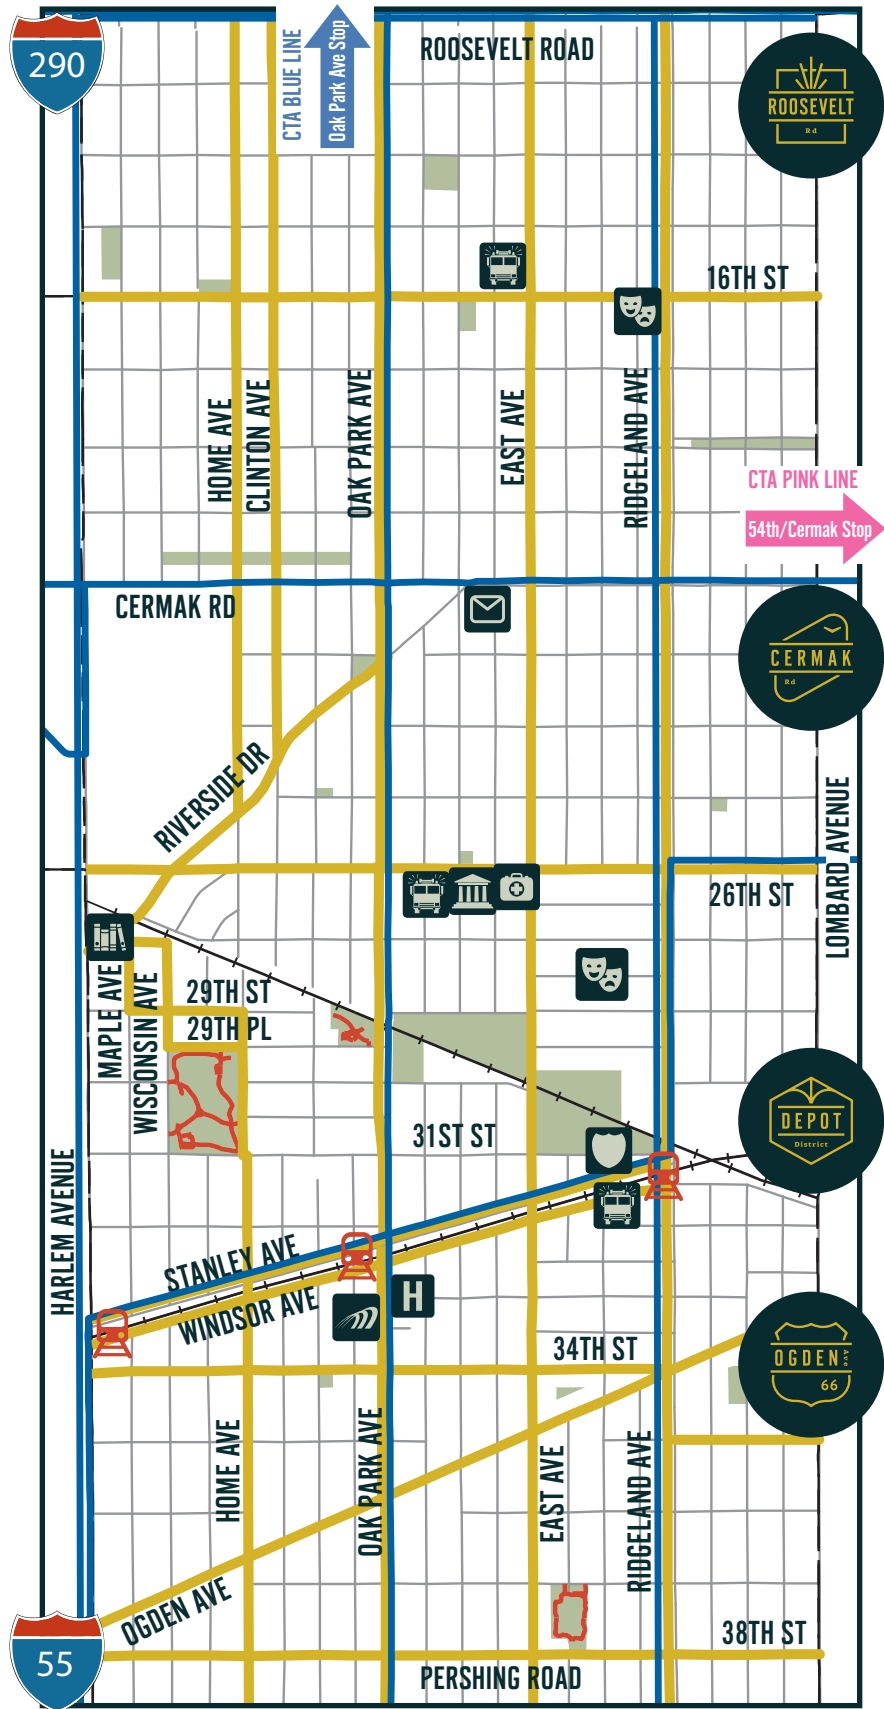 290
CTA BLUE LINE
Oak Park Ave Stop
ROOSEVELT ROAD
ROOSEVELT
Rd
16TH ST
HOME AVE
CLINTON AVE
OAK PARK AVE
EAST AVE
RIDGELAND AVE
CTA PINK LINE
54th/Cermak Stop
CERMAK RD
CERMAK
Rd
RIVERSIDE DR
LOMBARD AVENUE
26TH ST
MAPLE AVE
WISCONSIN AVE
29TH ST
29TH PL
31ST ST
DEPOT
District
HARLEM AVENUE
STANLEY AVE
WINDSOR AVE
H
34TH ST
OGDEN Ave
66
HOME AVE
OAK PARK AVE
EAST AVE
RIDGELAND AVE
OGDEN AVE
38TH ST
55
PERSHING ROAD